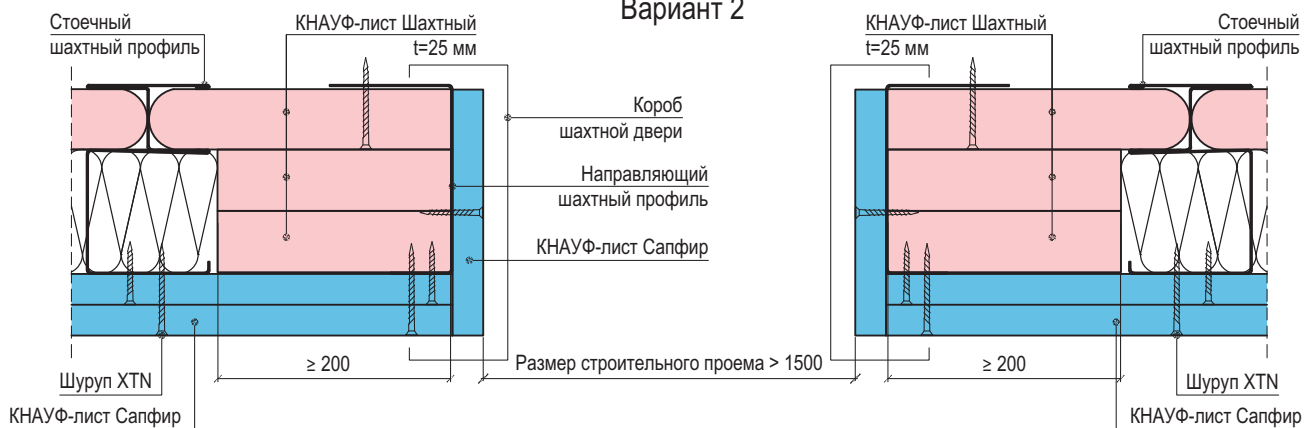 Вариант 2
Стоечный
шахтный профиль
КНАУФ-лист Шахтный
t=25 мм
Короб
шахтной двери
Направляющий
шахтный профиль
КНАУФ-лист Сапфир
КНАУФ-лист Шахтный
t=25 мм
Стоечный
шахтный профиль
≥ 200
Размер строительного проема > 1500
≥ 200
Шуруп XTN
КНАУФ-лист Сапфир
Шуруп XTN
КНАУФ-лист Сапфир